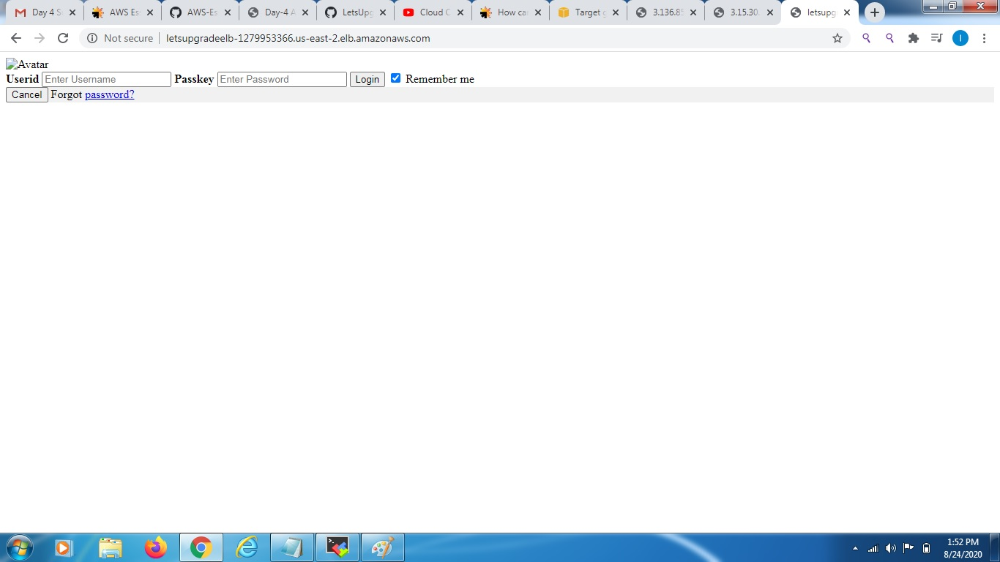 Day 4 S
AWS Es
AWS-Es
Day-4 A
LetsUpg
Cloud C
How car
Target g
3.136.85
3.15.30.
letsupg
Not secure
letsupgradeelb-1279953366.us-east-2.elb.amazonaws.com
I
Avatar
Userid Enter Username Passkey Enter Password Login Remember me
Cancel Forgot password?
1:52 PM
8/24/2020